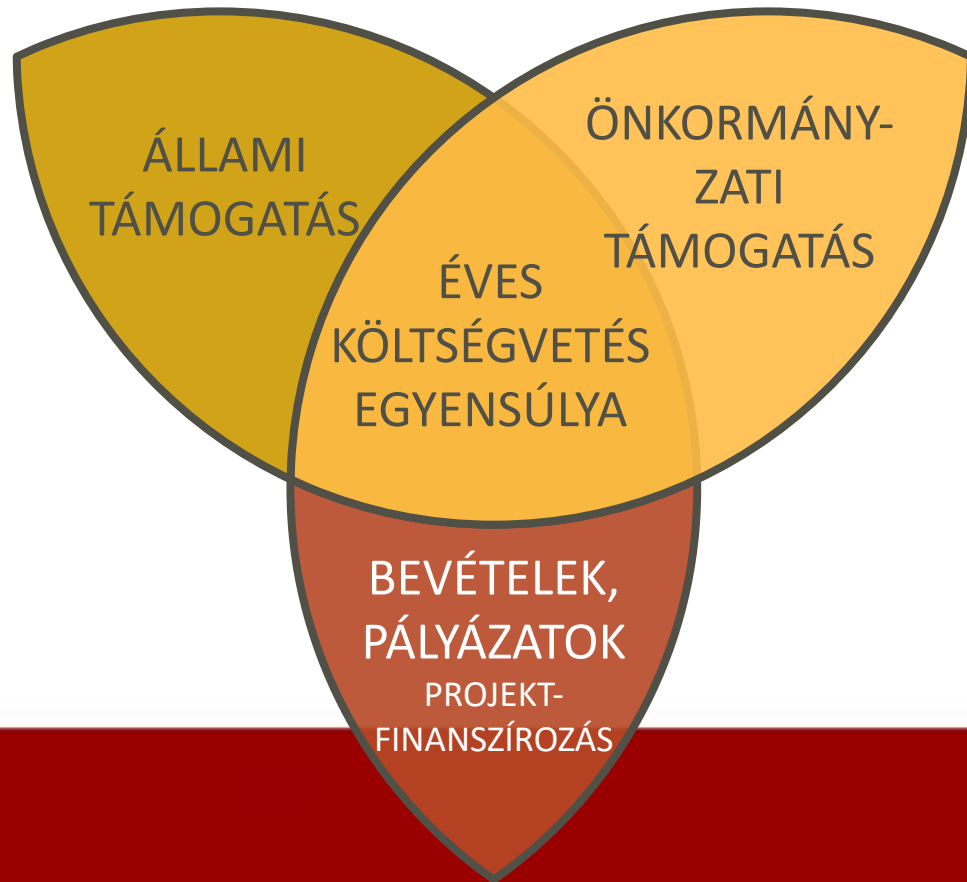 ÁLLAMI
TÁMOGATÁS
ÖNKORMÁNY-
ZATI
TÁMOGATÁS
ÉVES
KÖLTSÉGVETÉS
EGYENSÚLYA
BEVÉTELEK,
PÁLYÁZATOK
PROJEKT-
FINANSZÍROZÁS